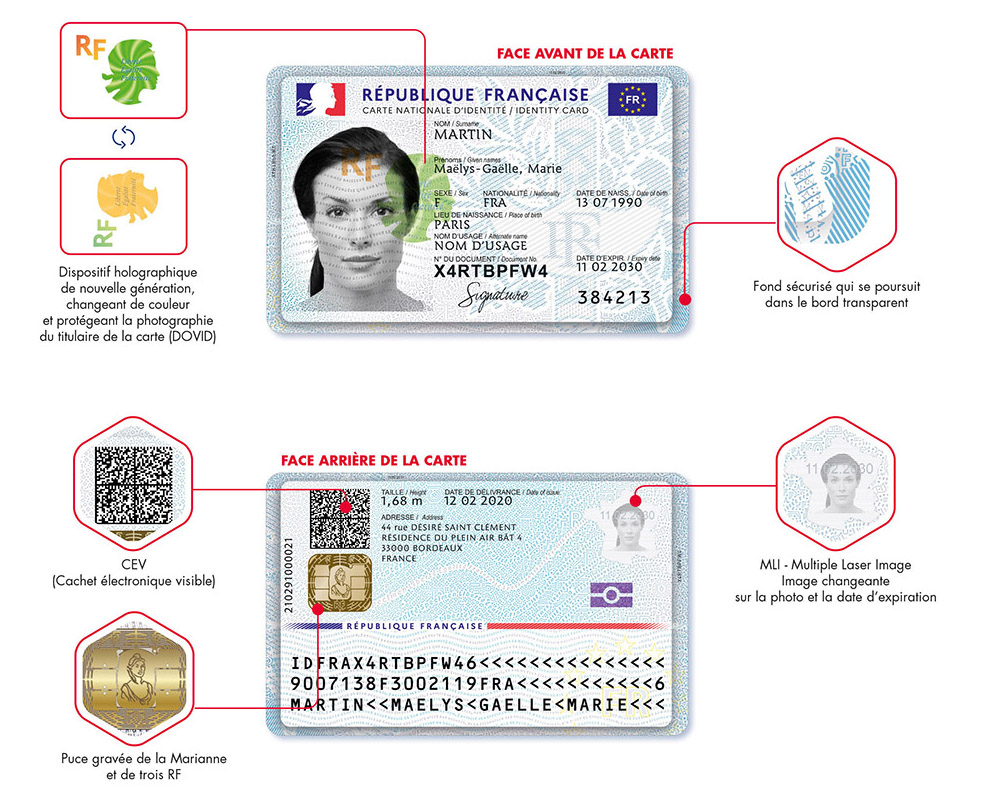 FACE AVANT DE LA CARTE
RF
Liberté
Égalité
Fraternité
RF
Dispositif holographique
de nouvelle génération,
changeant de couleur
et protégeant la photographie
du titulaire de la carte (DOVID)
RÉPUBLIQUE FRANÇAISE
FR
CARTE NATIONALE D'IDENTITÉ / IDENTITY CARD
NOM / Surname
MARTIN
Prénoms / Given names
Maëlys-Gaëlle, Marie
SEXE / Sex NATIONALITÉ / Nationality DATE DE NAISS. / Date of birth
F FRA 13 07 1990
LIEU DE NAISSANCE / Place of birth
PARIS
NOM D'USAGE / Alternate name
NOM D'USAGE
N° DU DOCUMENT / Document No. DATE D'EXPIR. / Expiry date
X4RTBPFW4 11 02 2030
Signature 384213
RF
RF
Fond sécurisé qui se poursuit
dans le bord transparent
FACE ARRIÈRE DE LA CARTE
CEV
(Cachet électronique visible)
Puce gravée de la Marianne
et de trois RF
TAILLE / Height DATE DE DÉLIVRANCE / Date of issue
1,68 m 12 02 2020
ADRESSE / Address
44 rue DÉSIRÉ SAINT CLÉMENT
RÉSIDENCE DU PLEIN AIR BÂT 4
33000 BORDEAUX
FRANCE
210291000021
RÉPUBLIQUE FRANÇAISE
IDFRAX4RTBPFW46<<<<<<<<<<<<<<<
9007138F3002119FRA<<<<<<<<<<<6
MARTIN<<MAELYS<GAELLE<MARIE<<<
11 02 2030
MLI - Multiple Laser Image
Image changeante
sur la photo et la date d'expiration